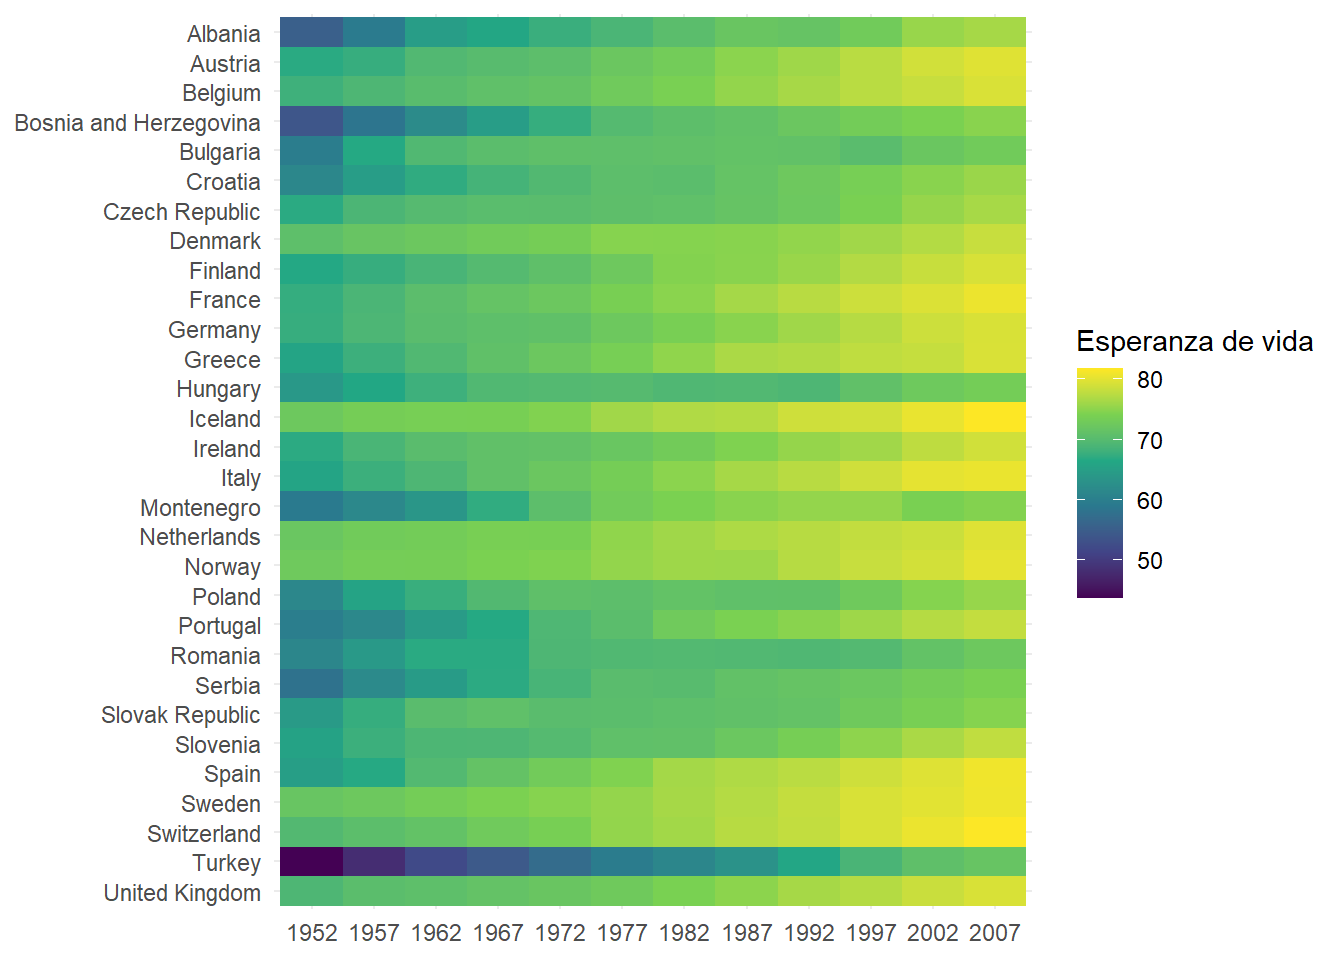 Albania
Austria
Belgium
Bosnia and Herzegovina
Bulgaria
Croatia
Czech Republic
Denmark
Finland
France
Germany
Greece
Hungary
Iceland
Ireland
Italy
Montenegro
Netherlands
Norway
Poland
Portugal
Romania
Serbia
Slovak Republic
Slovenia
Spain
Sweden
Switzerland
Turkey
United Kingdom
1952 1957 1962 1967 1972 1977 1982 1987 1992 1997 2002 2007
Esperanza de vida
80
70
60
50